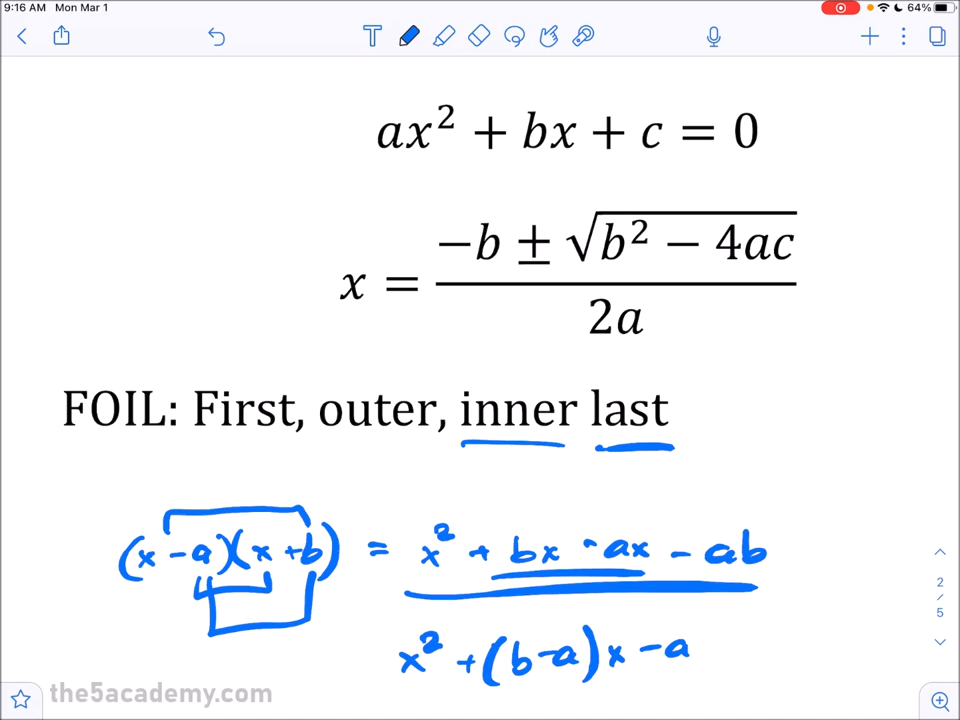 9:16 AM Mon Mar 1 64%
T
ax² + bx + c = 0
x = (−b ± √(b² − 4ac)) / 2a
FOIL: First, outer, inner last
(x - a)(x + b) = x² + bx - ax - ab
x² + (b - a)x - a
2
/
5
the5academy.com